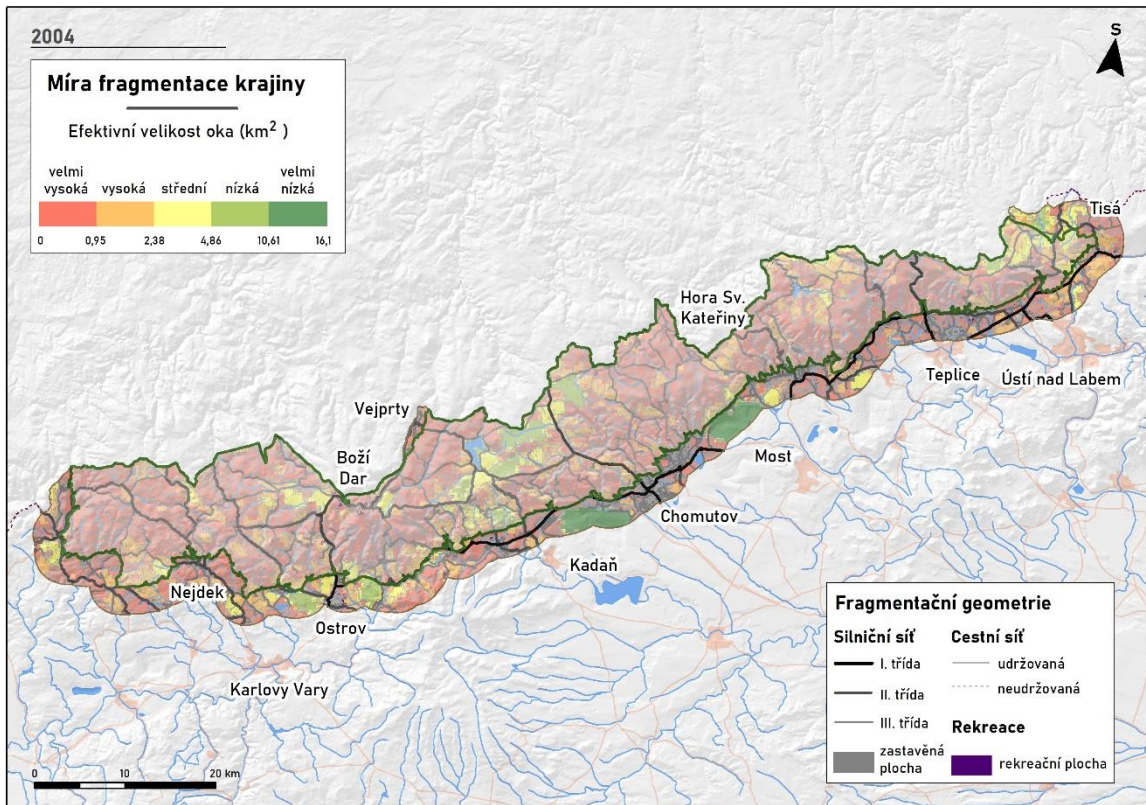 2004
S
Míra fragmentace krajiny
Efektivní velikost oka (km² )
velmi vysoká
vysoká
střední
nízká
velmi nízká
0 0,95 2,38 4,86 10,61 16,1
Tisá
Hora Sv.
Kateřiny
Teplice
Ústí nad Labem
Vejprty
Boží
Dar
Most
Chomutov
Kadaň
Nejdek
Ostrov
Karlovy Vary
0 10 20 km
Fragmentační geometrie
Silniční síť
I. třída
II. třída
III. třída
zastavěná
plocha
Cestní síť
udržovaná
neudržovaná
Rekreace
rekreační plocha